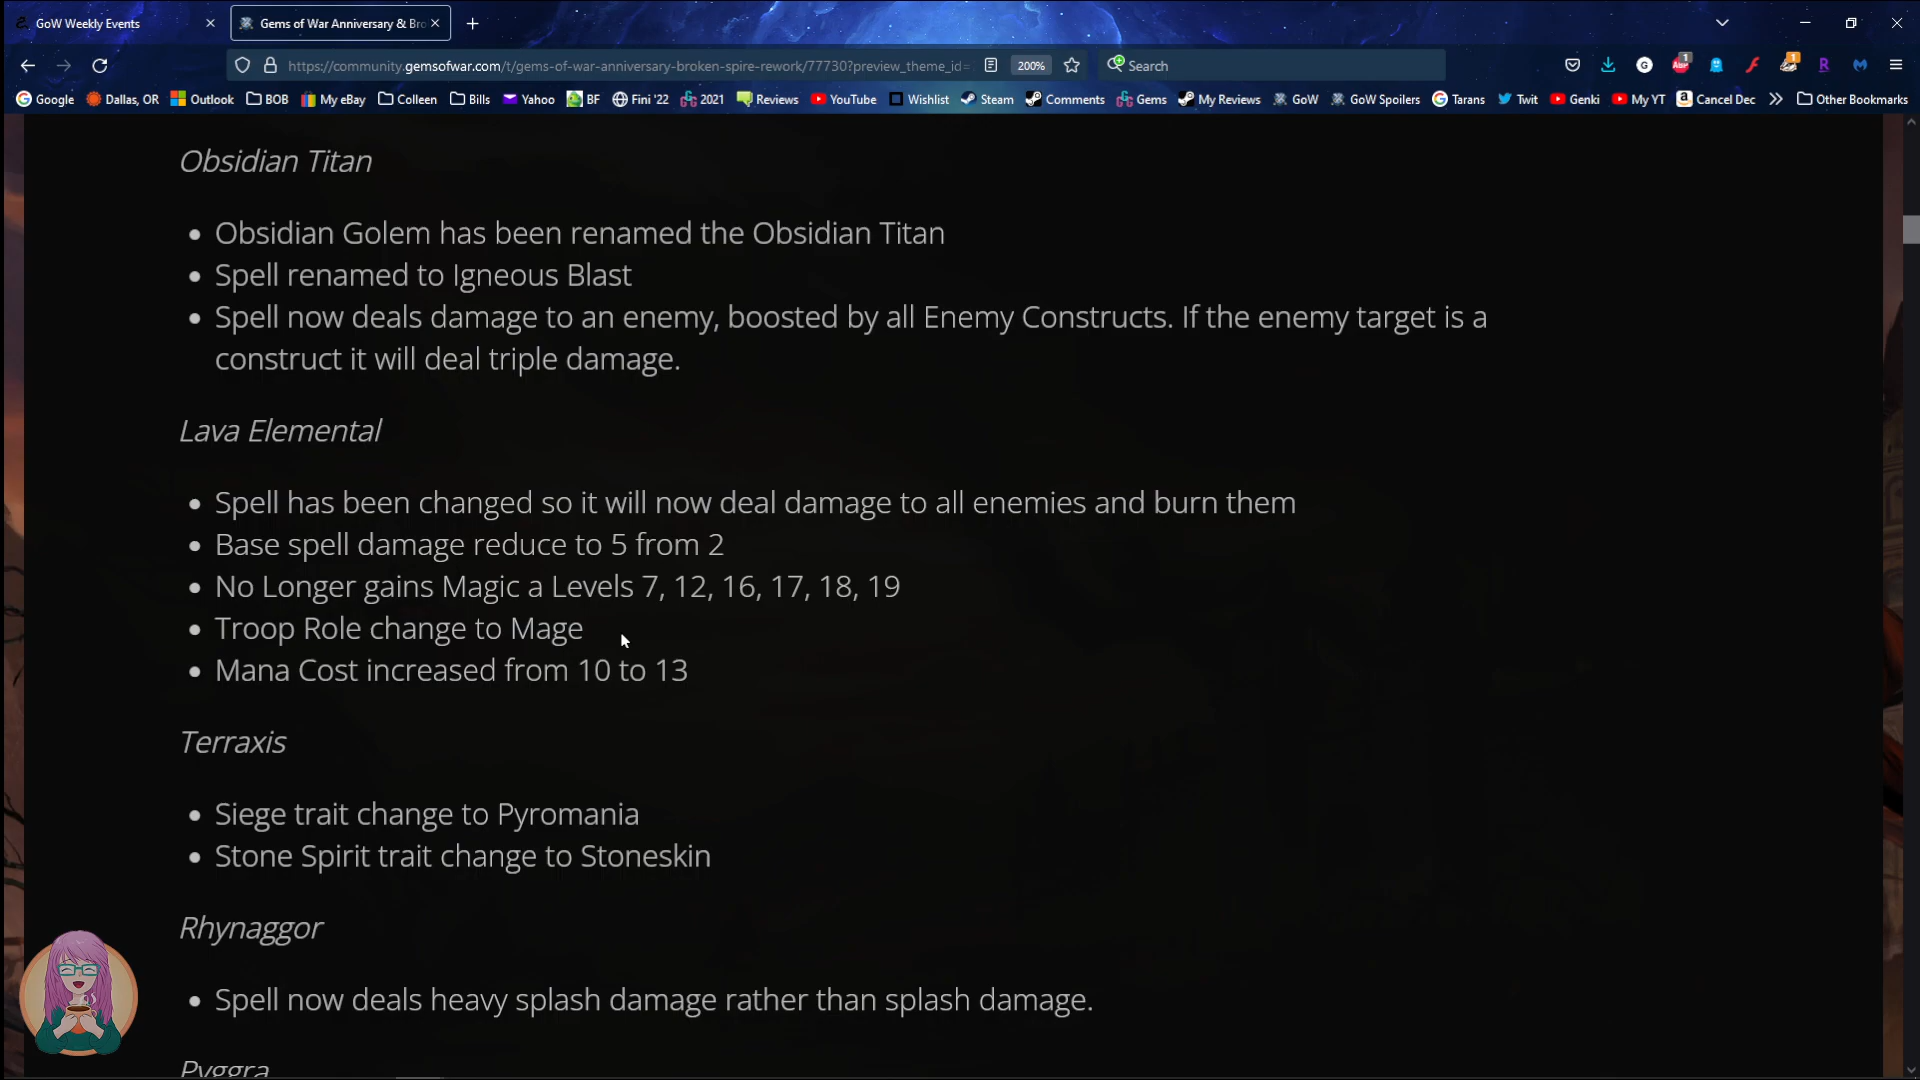 GoW Weekly Events
Gems of War Anniversary & Bro
https://community.gemsofwar.com/t/gems-of-war-anniversary-broken-spire-rework/77730?preview_theme_id=
200%
Search
Google Dallas, OR Outlook BOB My eBay Colleen Bills Yahoo BF Fini '22 2021 Reviews YouTube Wishlist Steam Comments Gems My Reviews GoW GoW Spoilers Tarans Twit Genki My YT Cancel Dec Other Bookmarks
Obsidian Titan
Obsidian Golem has been renamed the Obsidian Titan
Spell renamed to Igneous Blast
Spell now deals damage to an enemy, boosted by all Enemy Constructs. If the enemy target is a
construct it will deal triple damage.
Lava Elemental
Spell has been changed so it will now deal damage to all enemies and burn them
Base spell damage reduce to 5 from 2
No Longer gains Magic a Levels 7, 12, 16, 17, 18, 19
Troop Role change to Mage
Mana Cost increased from 10 to 13
Terraxis
Siege trait change to Pyromania
Stone Spirit trait change to Stoneskin
Rhynaggor
Spell now deals heavy splash damage rather than splash damage.
Pyggra